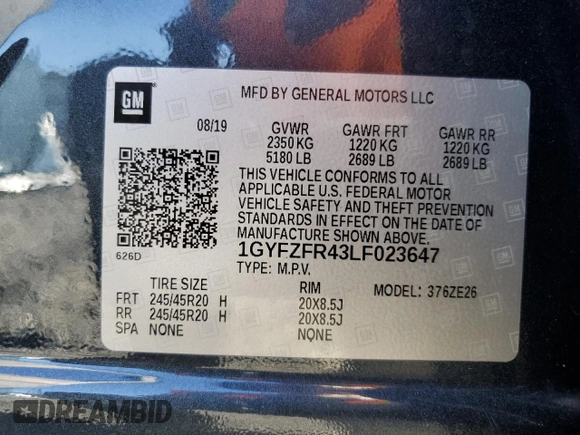 GM
MFD BY GENERAL MOTORS LLC
08/19 GVWR GAWR FRT GAWR RR
2350 KG 1220 KG 1220 KG
5180 LB 2689 LB 2689 LB
THIS VEHICLE CONFORMS TO ALL
APPLICABLE U.S. FEDERAL MOTOR
VEHICLE SAFETY AND THEFT PREVENTION
STANDARDS IN EFFECT ON THE DATE OF
MANUFACTURE SHOWN ABOVE.
626D
1GYFZFR43LF023647
TYPE: M.P.V.
TIRE SIZE RIM MODEL: 376ZE26
FRT 245/45R20 H 20X8.5J
RR 245/45R20 H 20X8.5J
SPA NONE NONE
DREAMBID